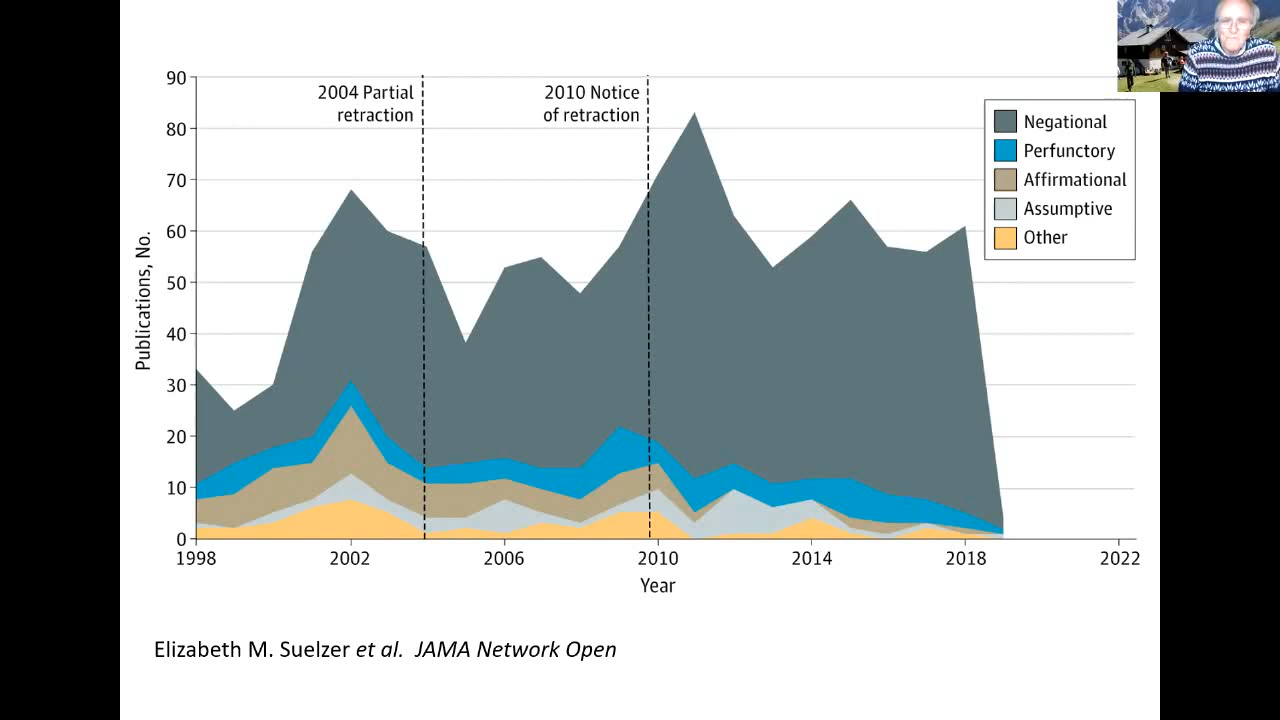 90
80
70
60
50
40
30
20
10
0
Publications, No.
2004 Partial
retraction
2010 Notice
of retraction
Negational
Perfunctory
Affirmational
Assumptive
Other
1998 2002 2006 2010 2014 2018 2022
Year
Elizabeth M. Suelzer et al. JAMA Network Open